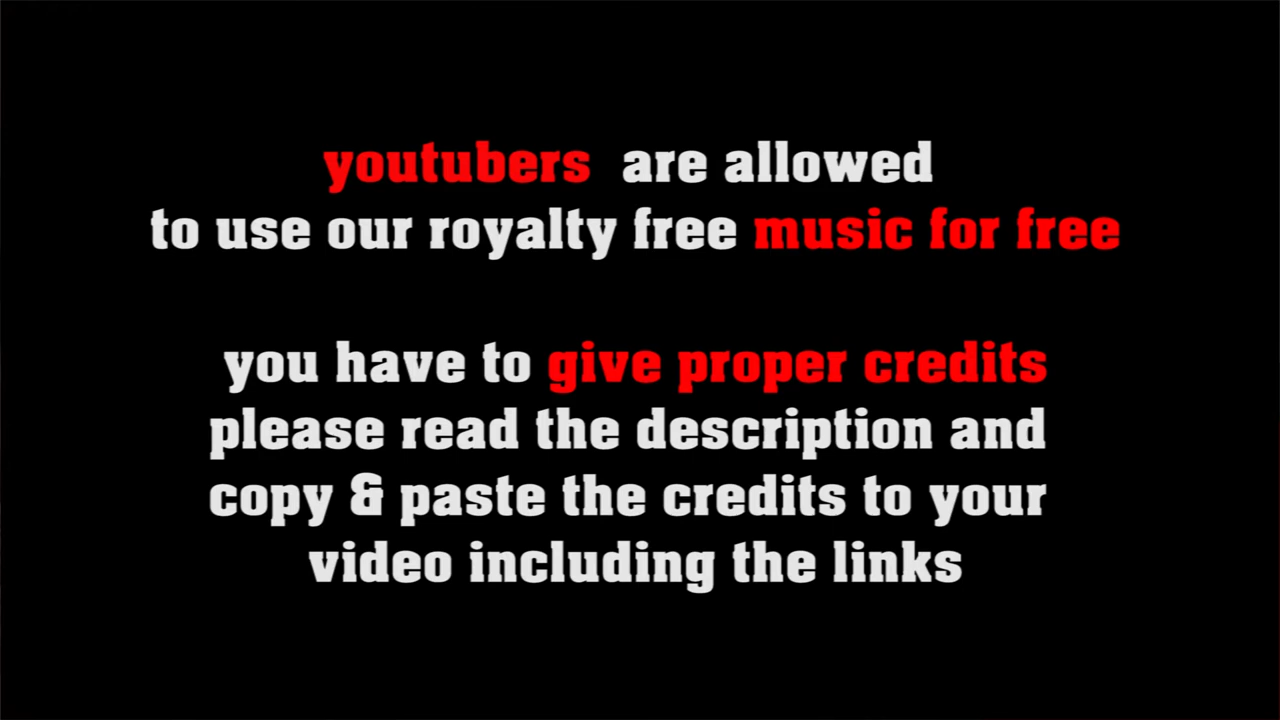 youtubers are allowed
to use our royalty free music for free
you have to give proper credits
please read the description and
copy & paste the credits to your
video including the links